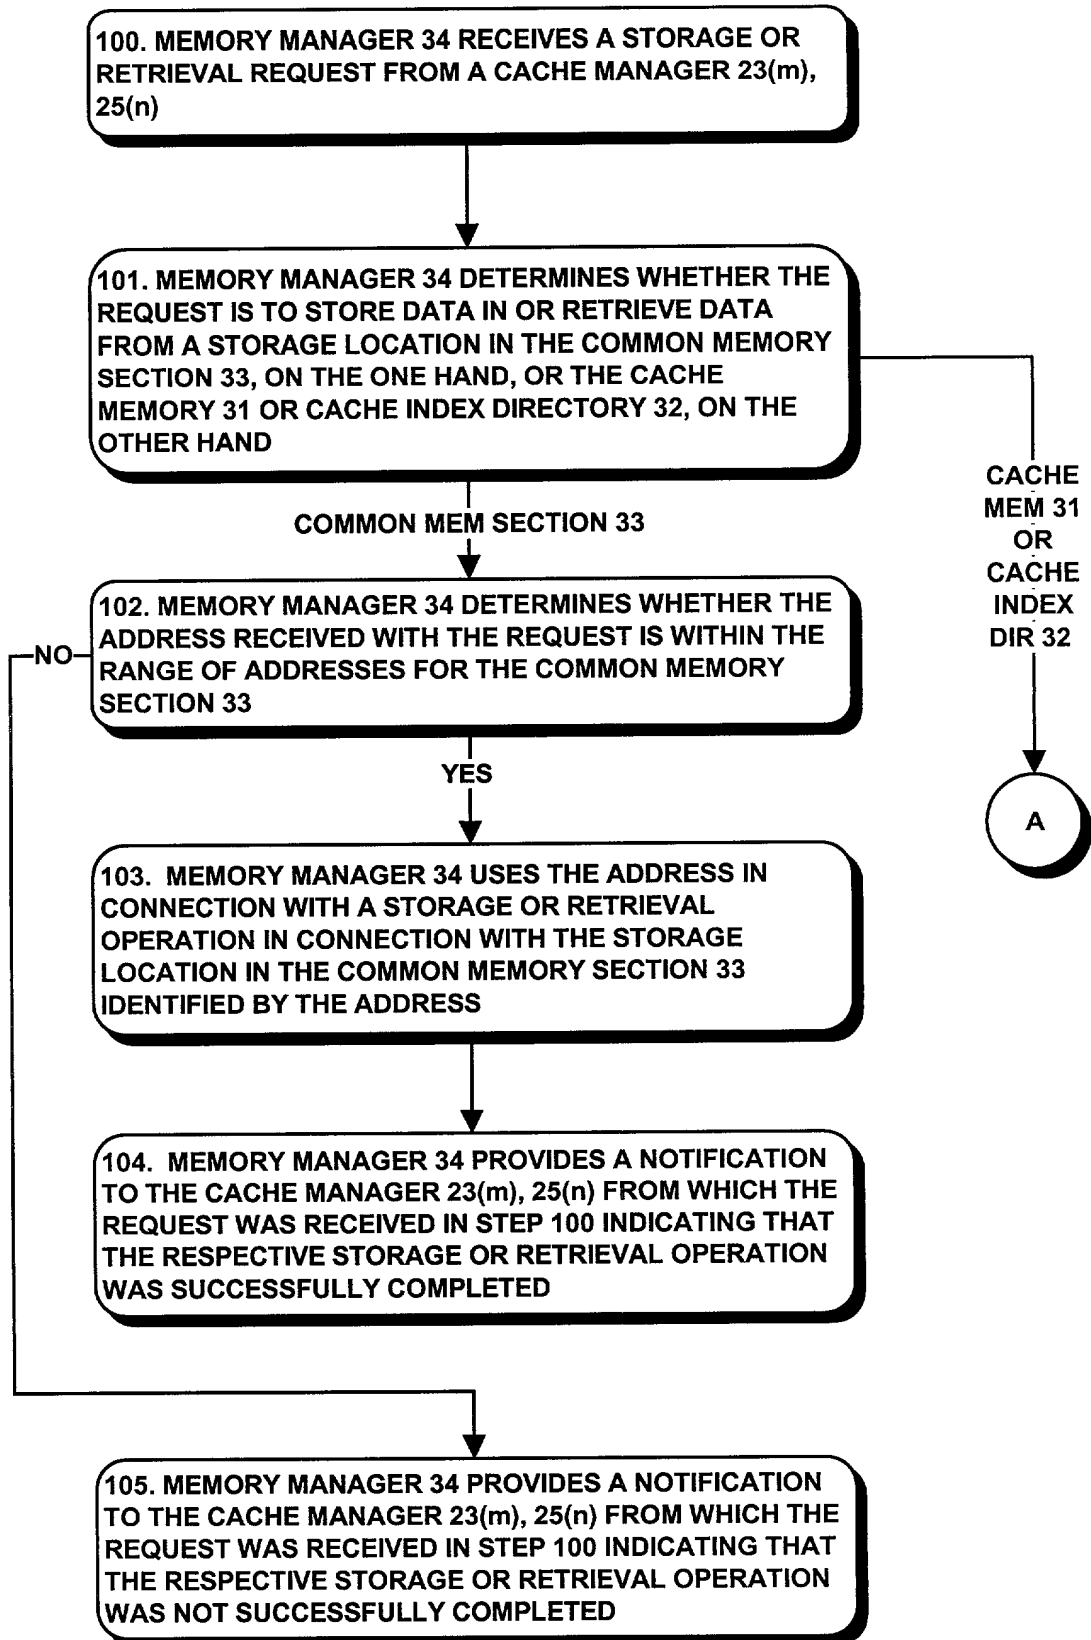 100. MEMORY MANAGER 34 RECEIVES A STORAGE OR
RETRIEVAL REQUEST FROM A CACHE MANAGER 23(m),
25(n)
101. MEMORY MANAGER 34 DETERMINES WHETHER THE
REQUEST IS TO STORE DATA IN OR RETRIEVE DATA
FROM A STORAGE LOCATION IN THE COMMON MEMORY
SECTION 33, ON THE ONE HAND, OR THE CACHE
MEMORY 31 OR CACHE INDEX DIRECTORY 32, ON THE
OTHER HAND
CACHE
MEM 31
OR
CACHE
INDEX
DIR 32
A
COMMON MEM SECTION 33
102. MEMORY MANAGER 34 DETERMINES WHETHER THE
ADDRESS RECEIVED WITH THE REQUEST IS WITHIN THE
RANGE OF ADDRESSES FOR THE COMMON MEMORY
SECTION 33
NO
YES
103. MEMORY MANAGER 34 USES THE ADDRESS IN
CONNECTION WITH A STORAGE OR RETRIEVAL
OPERATION IN CONNECTION WITH THE STORAGE
LOCATION IN THE COMMON MEMORY SECTION 33
IDENTIFIED BY THE ADDRESS
104. MEMORY MANAGER 34 PROVIDES A NOTIFICATION
TO THE CACHE MANAGER 23(m), 25(n) FROM WHICH THE
REQUEST WAS RECEIVED IN STEP 100 INDICATING THAT
THE RESPECTIVE STORAGE OR RETRIEVAL OPERATION
WAS SUCCESSFULLY COMPLETED
105. MEMORY MANAGER 34 PROVIDES A NOTIFICATION
TO THE CACHE MANAGER 23(m), 25(n) FROM WHICH THE
REQUEST WAS RECEIVED IN STEP 100 INDICATING THAT
THE RESPECTIVE STORAGE OR RETRIEVAL OPERATION
WAS NOT SUCCESSFULLY COMPLETED